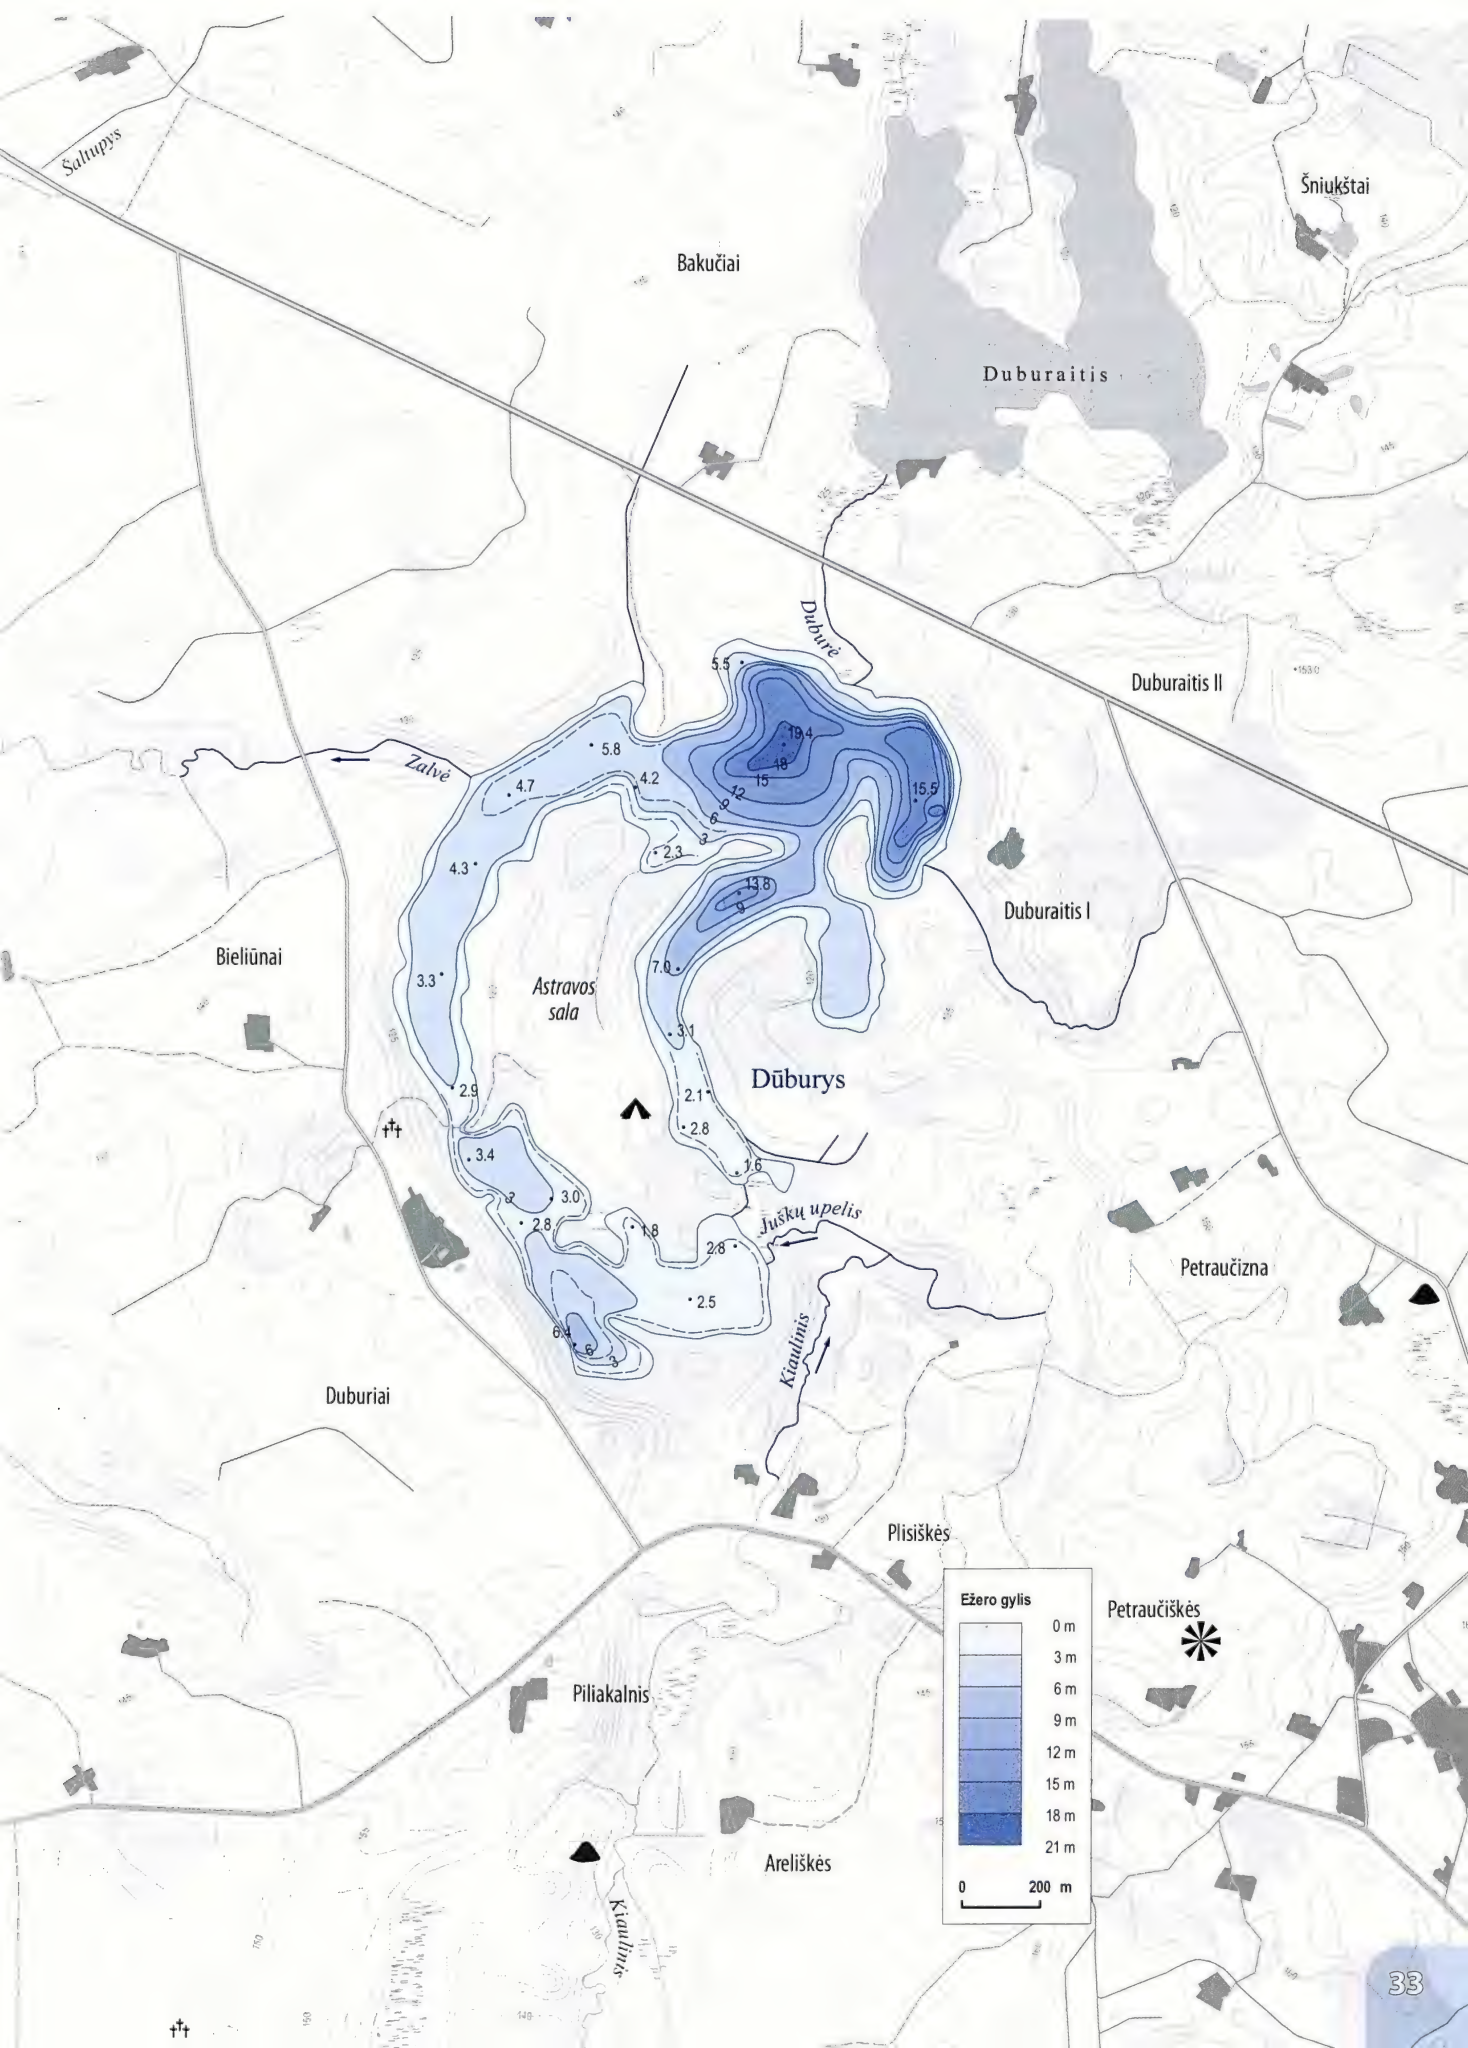 Šaltupys
Šniukštai
Bakučiai
Duburaitis
Duburė
Duburaitis II
153.0
5.5
19.4
18
15
15.5
12
9
6
3
5.8
4.2
4.7
2.3
Zalvė
4.3
13.8
9
Duburaitis I
Bieliūnai
7.0
3.3
Astravos
sala
3.1
Dūburys
2.9
2.1
2.8
3.4
1.6
3.0
2.8
1.8
Juškų upelis
2.8
Petraučizna
2.5
6.4
6
3
Kiaulinis
Duburiai
Plisiškės
Petraučiškės
Piliakalnis
Areliškės
Kiaulinis
Ežero gylis
0 m
3 m
6 m
9 m
12 m
15 m
18 m
21 m
0 200 m
33